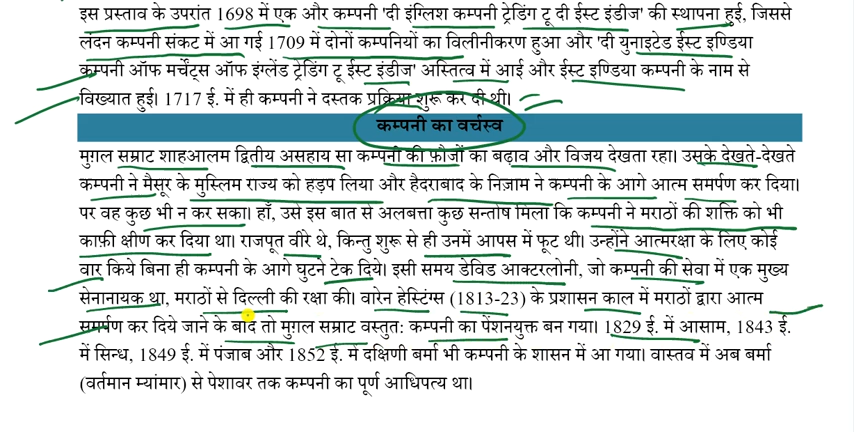 इस प्रस्ताव के उपरांत 1698 में एक और कम्पनी 'दी इंग्लिश कम्पनी ट्रेडिंग टू दी ईस्ट इंडीज' की स्थापना हुई, जिससे
लंदन कम्पनी संकट में आ गई 1709 में दोनों कम्पनियों का विलीनीकरण हुआ और 'दी युनाइटेड ईस्ट इण्डिया
कम्पनी ऑफ मर्चेंट्स ऑफ इंग्लेंड ट्रेडिंग टू ईस्ट इंडीज' अस्तित्व में आई और ईस्ट इण्डिया कम्पनी के नाम से
विख्यात हुई। 1717 ई. में ही कम्पनी ने दस्तक प्रक्रिया शुरू कर दी थी।
कम्पनी का वर्चस्व
मुग़ल सम्राट शाहआलम द्वितीय असहाय सा कम्पनी की फ़ौजों का बढ़ाव और विजय देखता रहा। उसके देखते-देखते
कम्पनी ने मैसूर के मुस्लिम राज्य को हड़प लिया और हैदराबाद के निज़ाम ने कम्पनी के आगे आत्म समर्पण कर दिया।
पर वह कुछ भी न कर सका। हाँ, उसे इस बात से अलबत्ता कुछ सन्तोष मिला कि कम्पनी ने मराठों की शक्ति को भी
काफ़ी क्षीण कर दिया था। राजपूत वीर थे, किन्तु शुरू से ही उनमें आपस में फूट थी। उन्होंने आत्मरक्षा के लिए कोई
वार किये बिना ही कम्पनी के आगे घुटने टेक दिये। इसी समय डेविड आक्टरलोनी, जो कम्पनी की सेवा में एक मुख्य
सेनानायक था, मराठों से दिल्ली की रक्षा की। वारेन हेस्टिंग्स (1813-23) के प्रशासन काल में मराठों द्वारा आत्म
समर्पण कर दिये जाने के बाद तो मुग़ल सम्राट वस्तुत: कम्पनी का पेंशनयुक्त बन गया। 1829 ई. में आसाम, 1843 ई.
में सिन्ध, 1849 ई. में पंजाब और 1852 ई. में दक्षिणी बर्मा भी कम्पनी के शासन में आ गया। वास्तव में अब बर्मा
(वर्तमान म्यांमार) से पेशावर तक कम्पनी का पूर्ण आधिपत्य था।